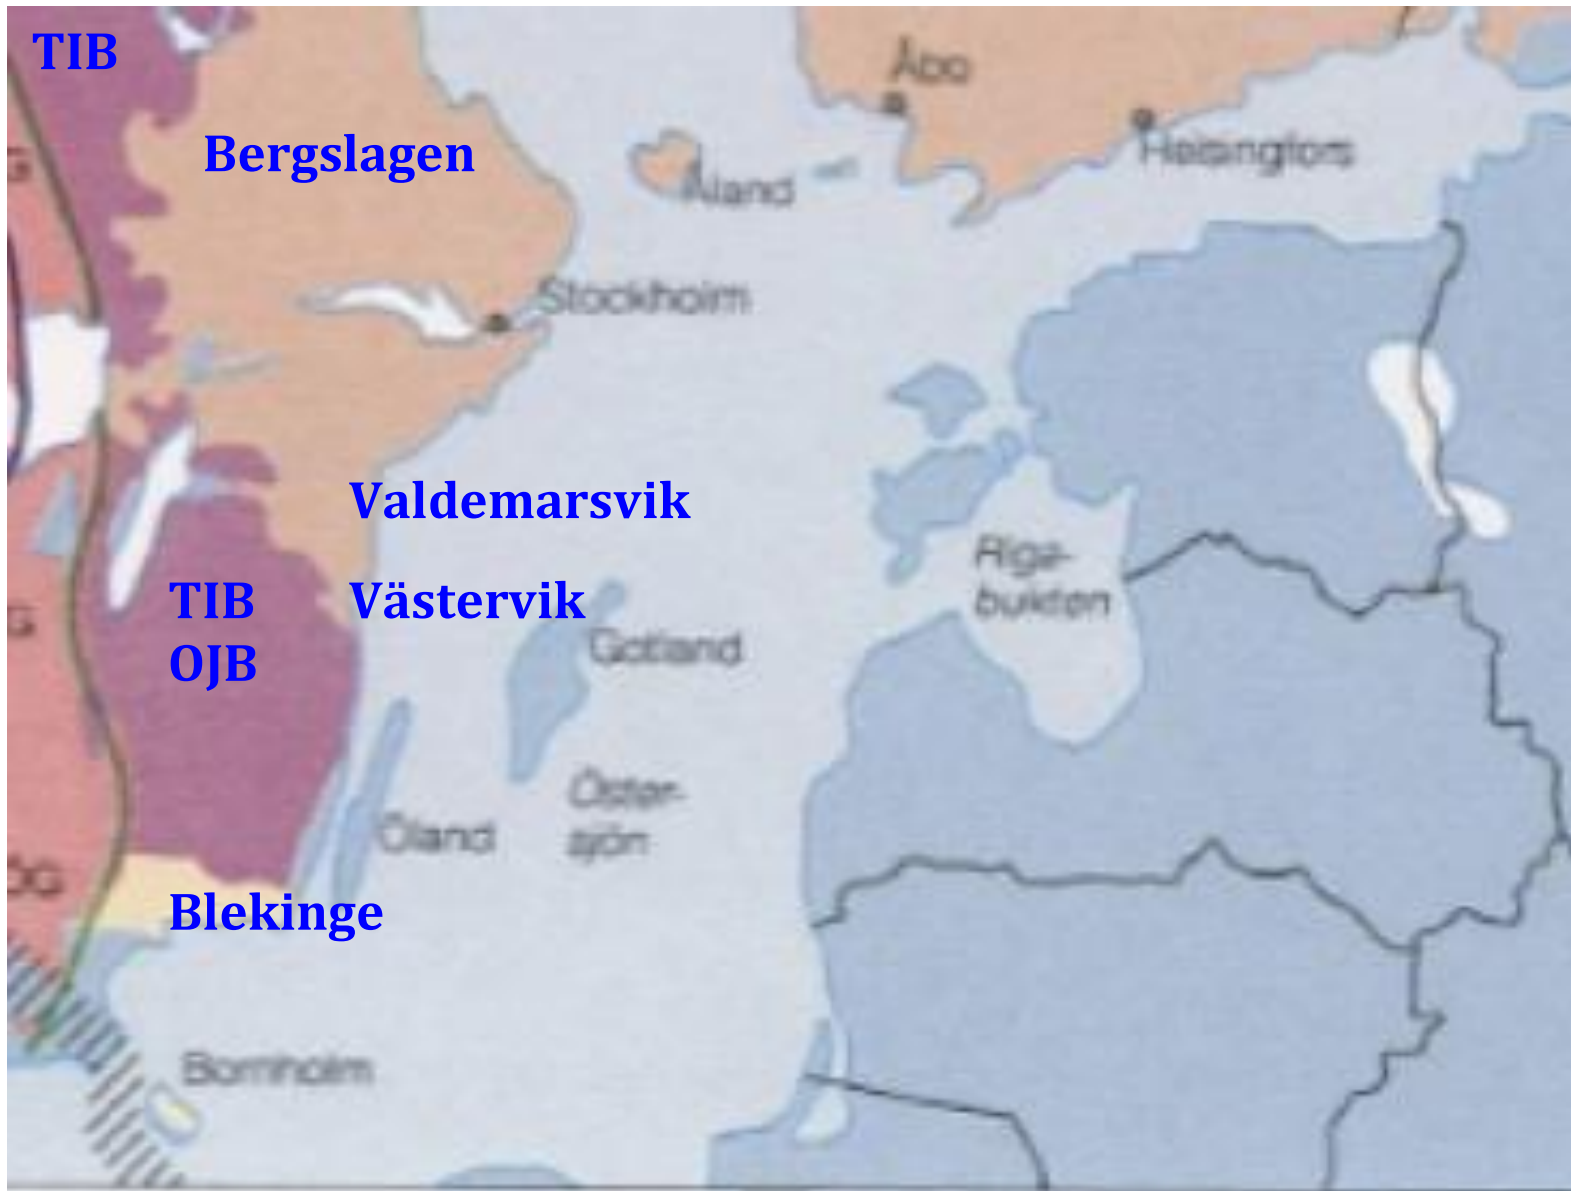 TIB
Åbo
Bergslagen
Helsingfors
Åland
Stockholm
Valdemarsvik
Riga-
bukten
TIB
Västervik
G
OJB
Gotland
Öster-
sjön
Öland
Blekinge
Bornholm